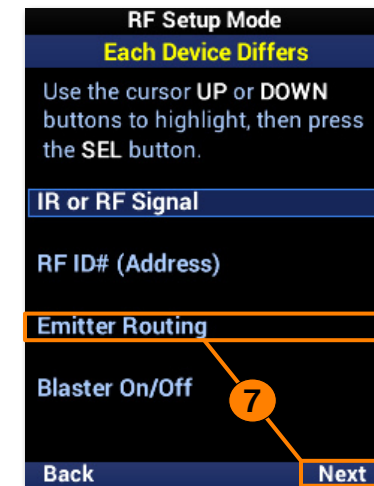 RF Setup Mode
Each Device Differs
Use the cursor UP or DOWN
buttons to highlight, then press
the SEL button.
IR or RF Signal
RF ID# (Address)
Emitter Routing
Blaster On/Off
7
Back Next